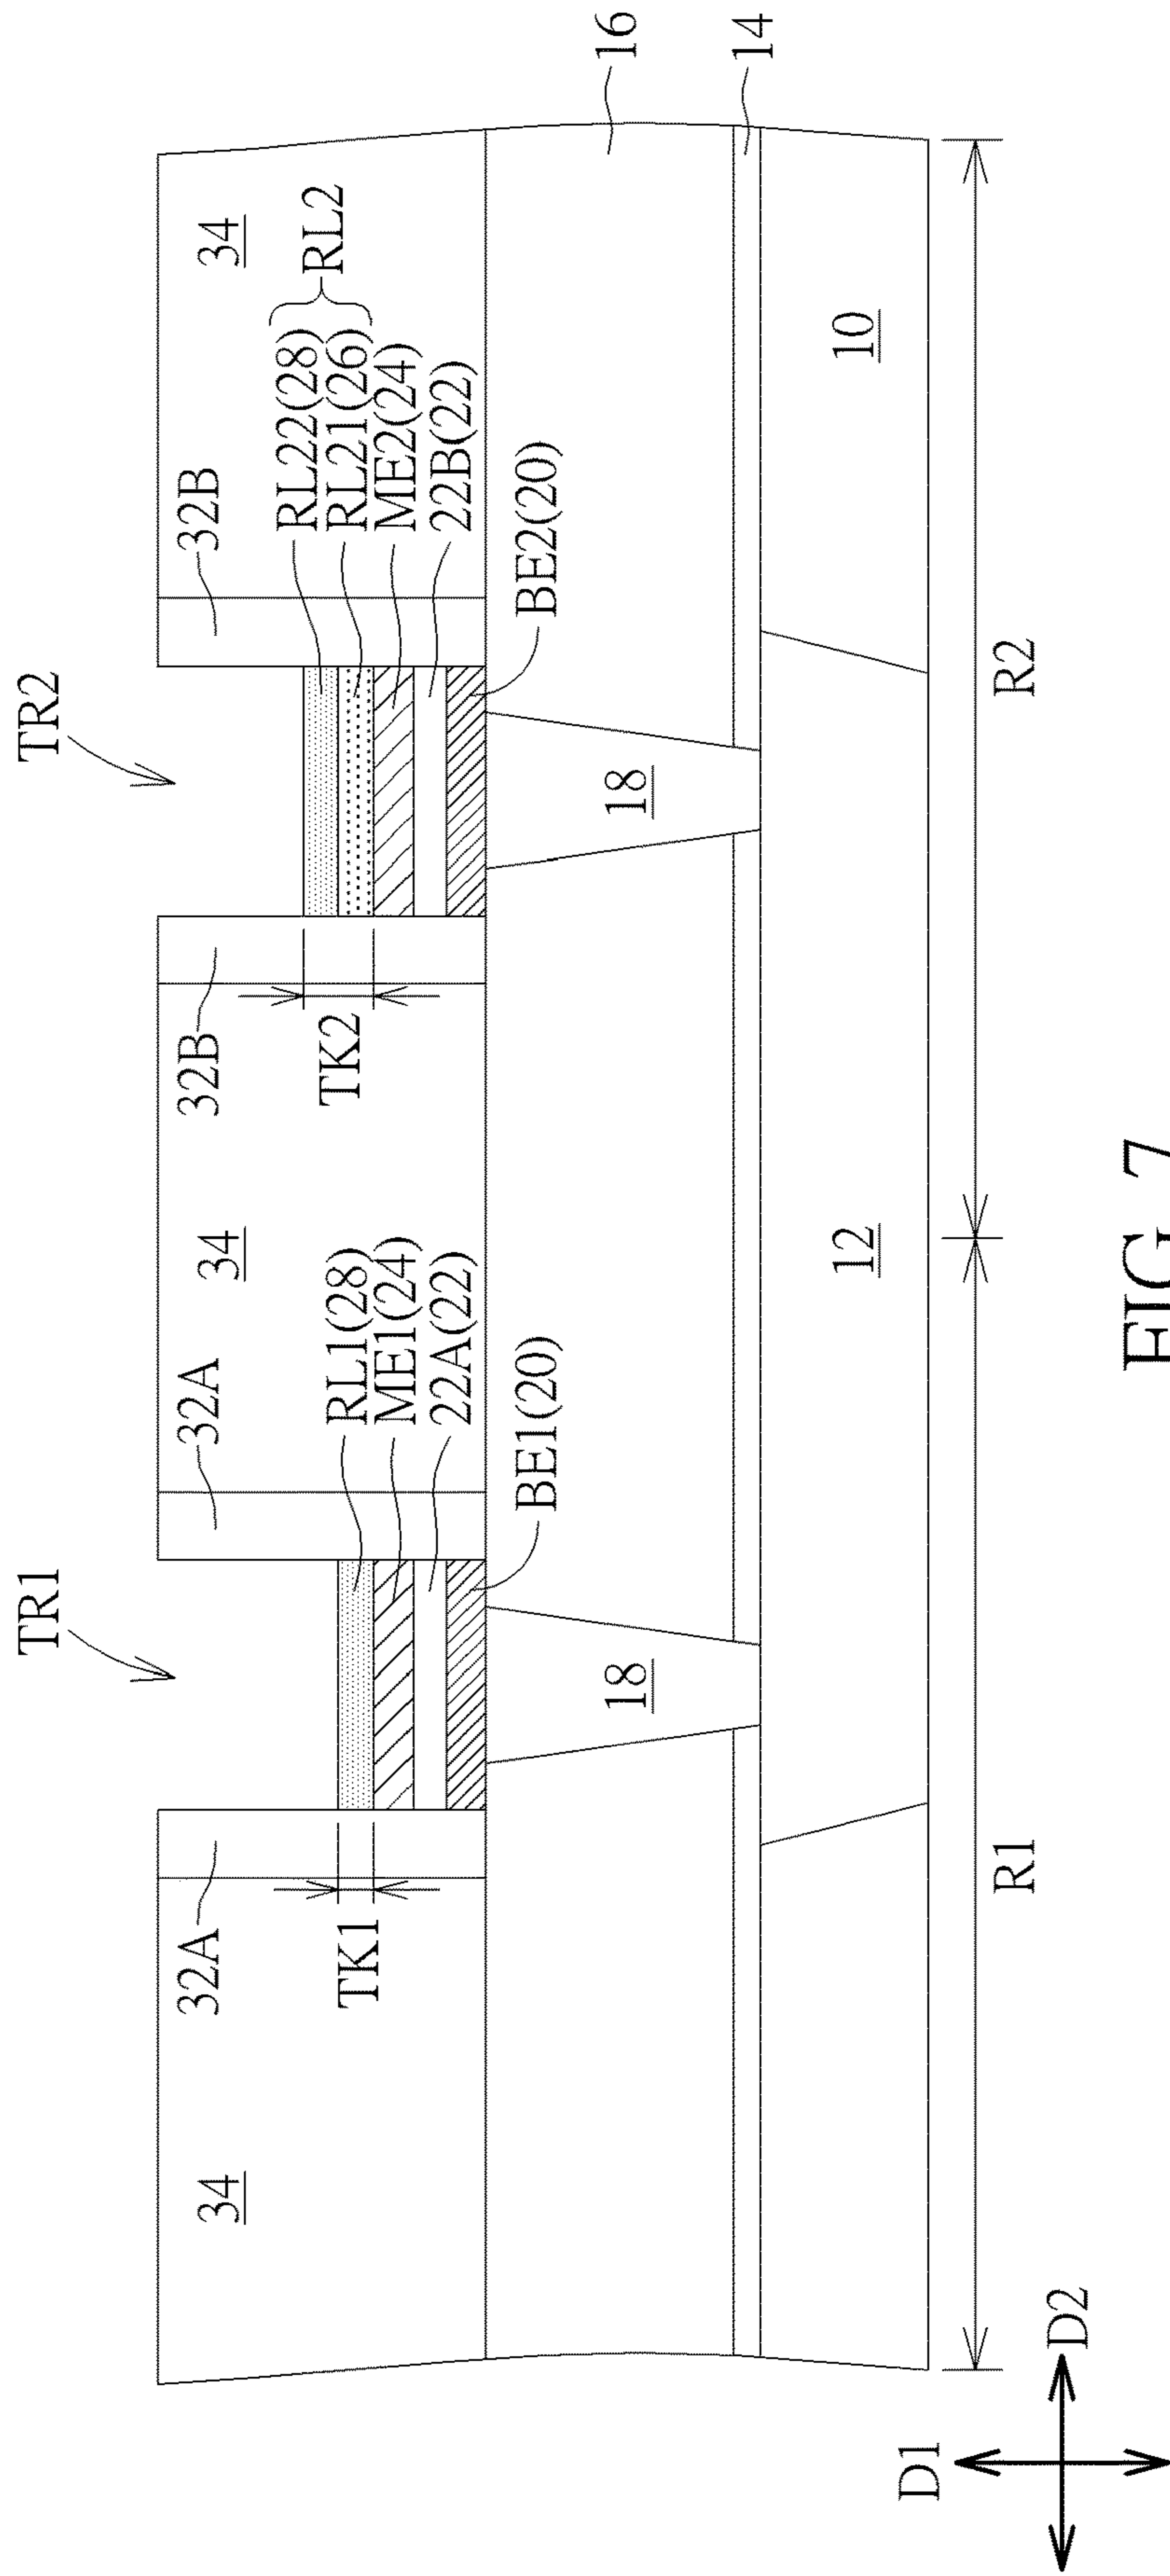 TR1
TR2
34
32A
32A
34
32B
32B
34
TK1
RL1(28)
ME1(24)
22A(22)
BE1(20)
TK2
RL22(28)
RL21(26)
RL2
ME2(24)
22B(22)
BE2(20)
18
18
16
14
12
10
R1
R2
D1
D2
FIG. 7